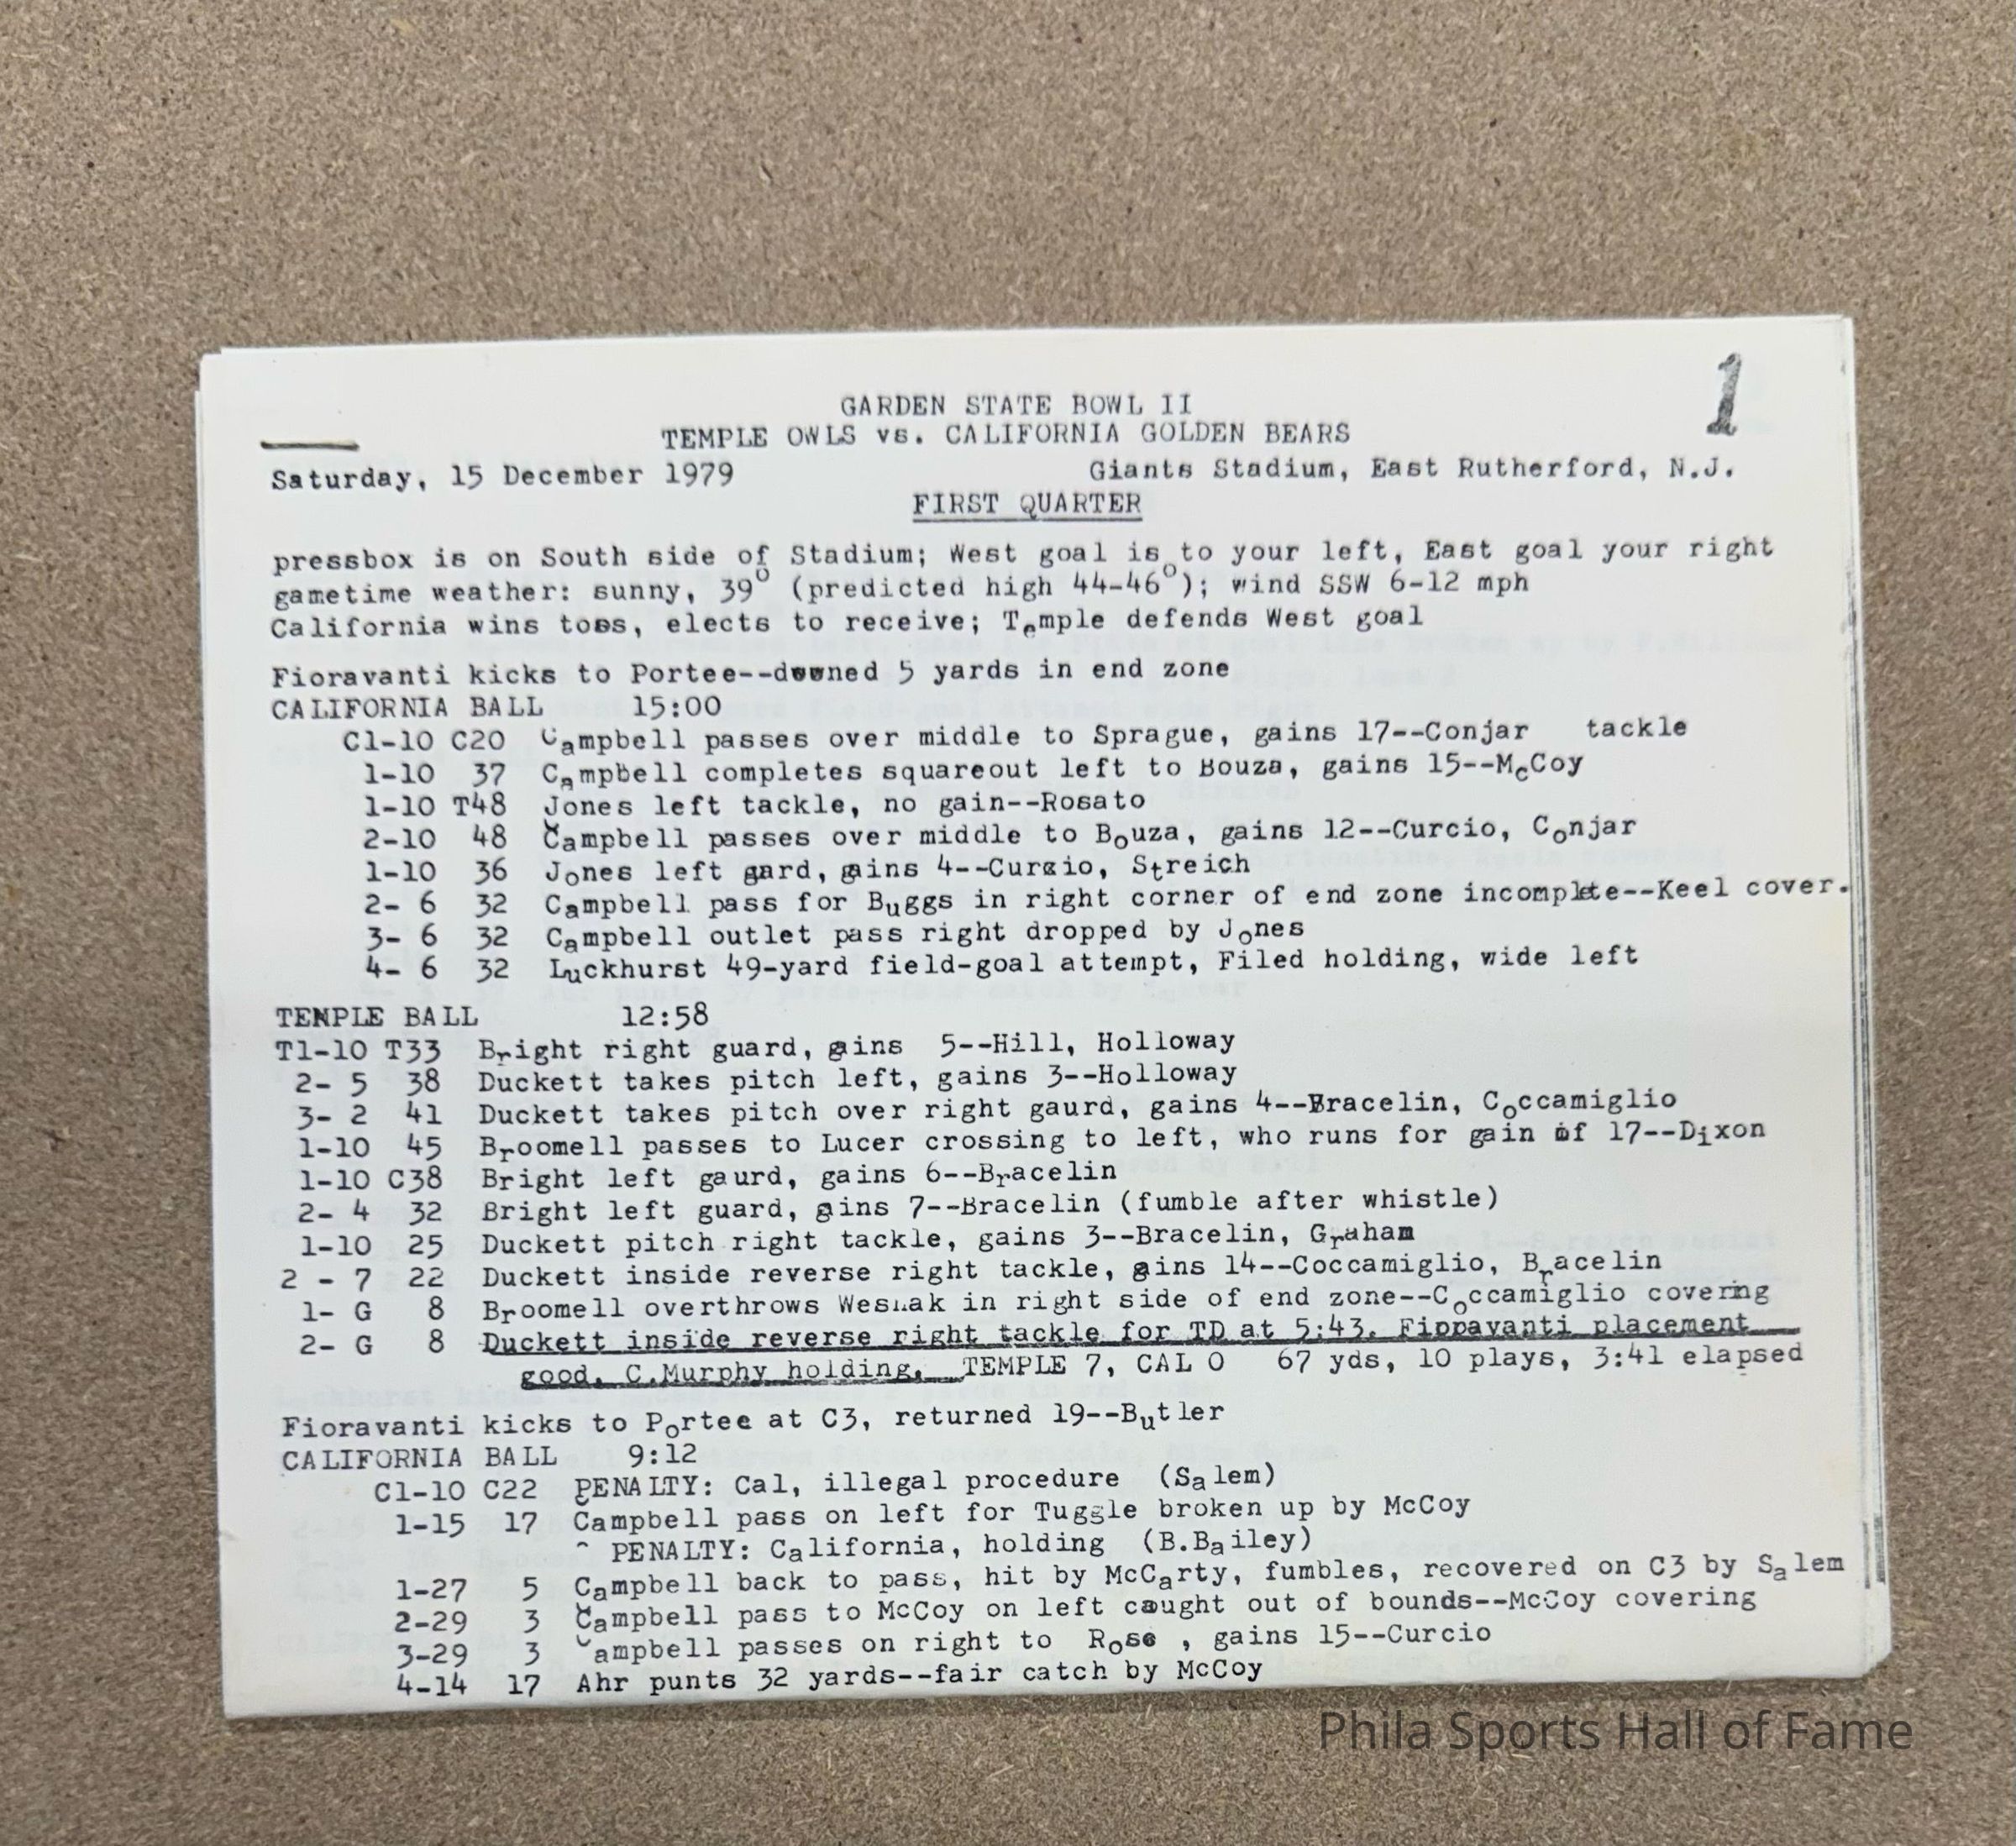 1
GARDEN STATE BOWL II
TEMPLE OWLS vs. CALIFORNIA GOLDEN BEARS
Saturday, 15 December 1979 Giants Stadium, East Rutherford, N.J.
FIRST QUARTER
pressbox is on South side of Stadium; West goal is to your left, East goal your right
gametime weather: sunny, 39° (predicted high 44-46°); wind SSW 6-12 mph
California wins toss, elects to receive; Temple defends West goal
Fioravanti kicks to Portee--downed 5 yards in end zone
CALIFORNIA BALL 15:00
C1-10 C20 Campbell passes over middle to Sprague, gains 17--Conjar tackle
1-10 37 Campbell completes squareout left to Bouza, gains 15--McCoy
1-10 T48 Jones left tackle, no gain--Rosato
2-10 48 Campbell passes over middle to Bouza, gains 12--Curcio, Conjar
1-10 36 Jones left gard, gains 4--Curcio, Streich
2- 6 32 Campbell pass for Buggs in right corner of end zone incomplete--Keel cover.
3- 6 32 Campbell outlet pass right dropped by Jones
4- 6 32 Luckhurst 49-yard field-goal attempt, Filed holding, wide left
TEMPLE BALL 12:58
T1-10 T33 Bright right guard, gains 5--Hill, Holloway
2- 5 38 Duckett takes pitch left, gains 3--Holloway
3- 2 41 Duckett takes pitch over right gaurd, gains 4--Bracelin, Coccamiglio
1-10 45 Broomell passes to Lucer crossing to left, who runs for gain of 17--Dixon
1-10 C38 Bright left gaurd, gains 6--Bracelin
2- 4 32 Bright left guard, gins 7--Bracelin (fumble after whistle)
1-10 25 Duckett pitch right tackle, gains 3--Bracelin, Graham
2 - 7 22 Duckett inside reverse right tackle, gins 14--Coccamiglio, Bracelin
1- G 8 Broomell overthrows Wesnak in right side of end zone--Coccamiglio coverng
2- G 8 Duckett inside reverse right tackle for TD at 5:43. Fioravanti placement
good, C.Murphy holding, TEMPLE 7, CAL 0 67 yds, 10 plays, 3:41 elapsed
Fioravanti kicks to Portee at C3, returned 19--Butler
CALIFORNIA BALL 9:12
C1-10 C22 PENALTY: Cal, illegal procedure (Salem)
1-15 17 Campbell pass on left for Tuggle broken up by McCoy
^ PENALTY: California, holding (B.Bailey)
1-27 5 Campbell back to pass, hit by McCarty, fumbles, recovered on C3 by Salem
2-29 3 Campbell pass to McCoy on left caught out of bounds--McCoy covering
3-29 3 Campbell passes on right to Rose , gains 15--Curcio
4-14 17 Ahr punts 32 yards--fair catch by McCoy
Phila Sports Hall of Fame